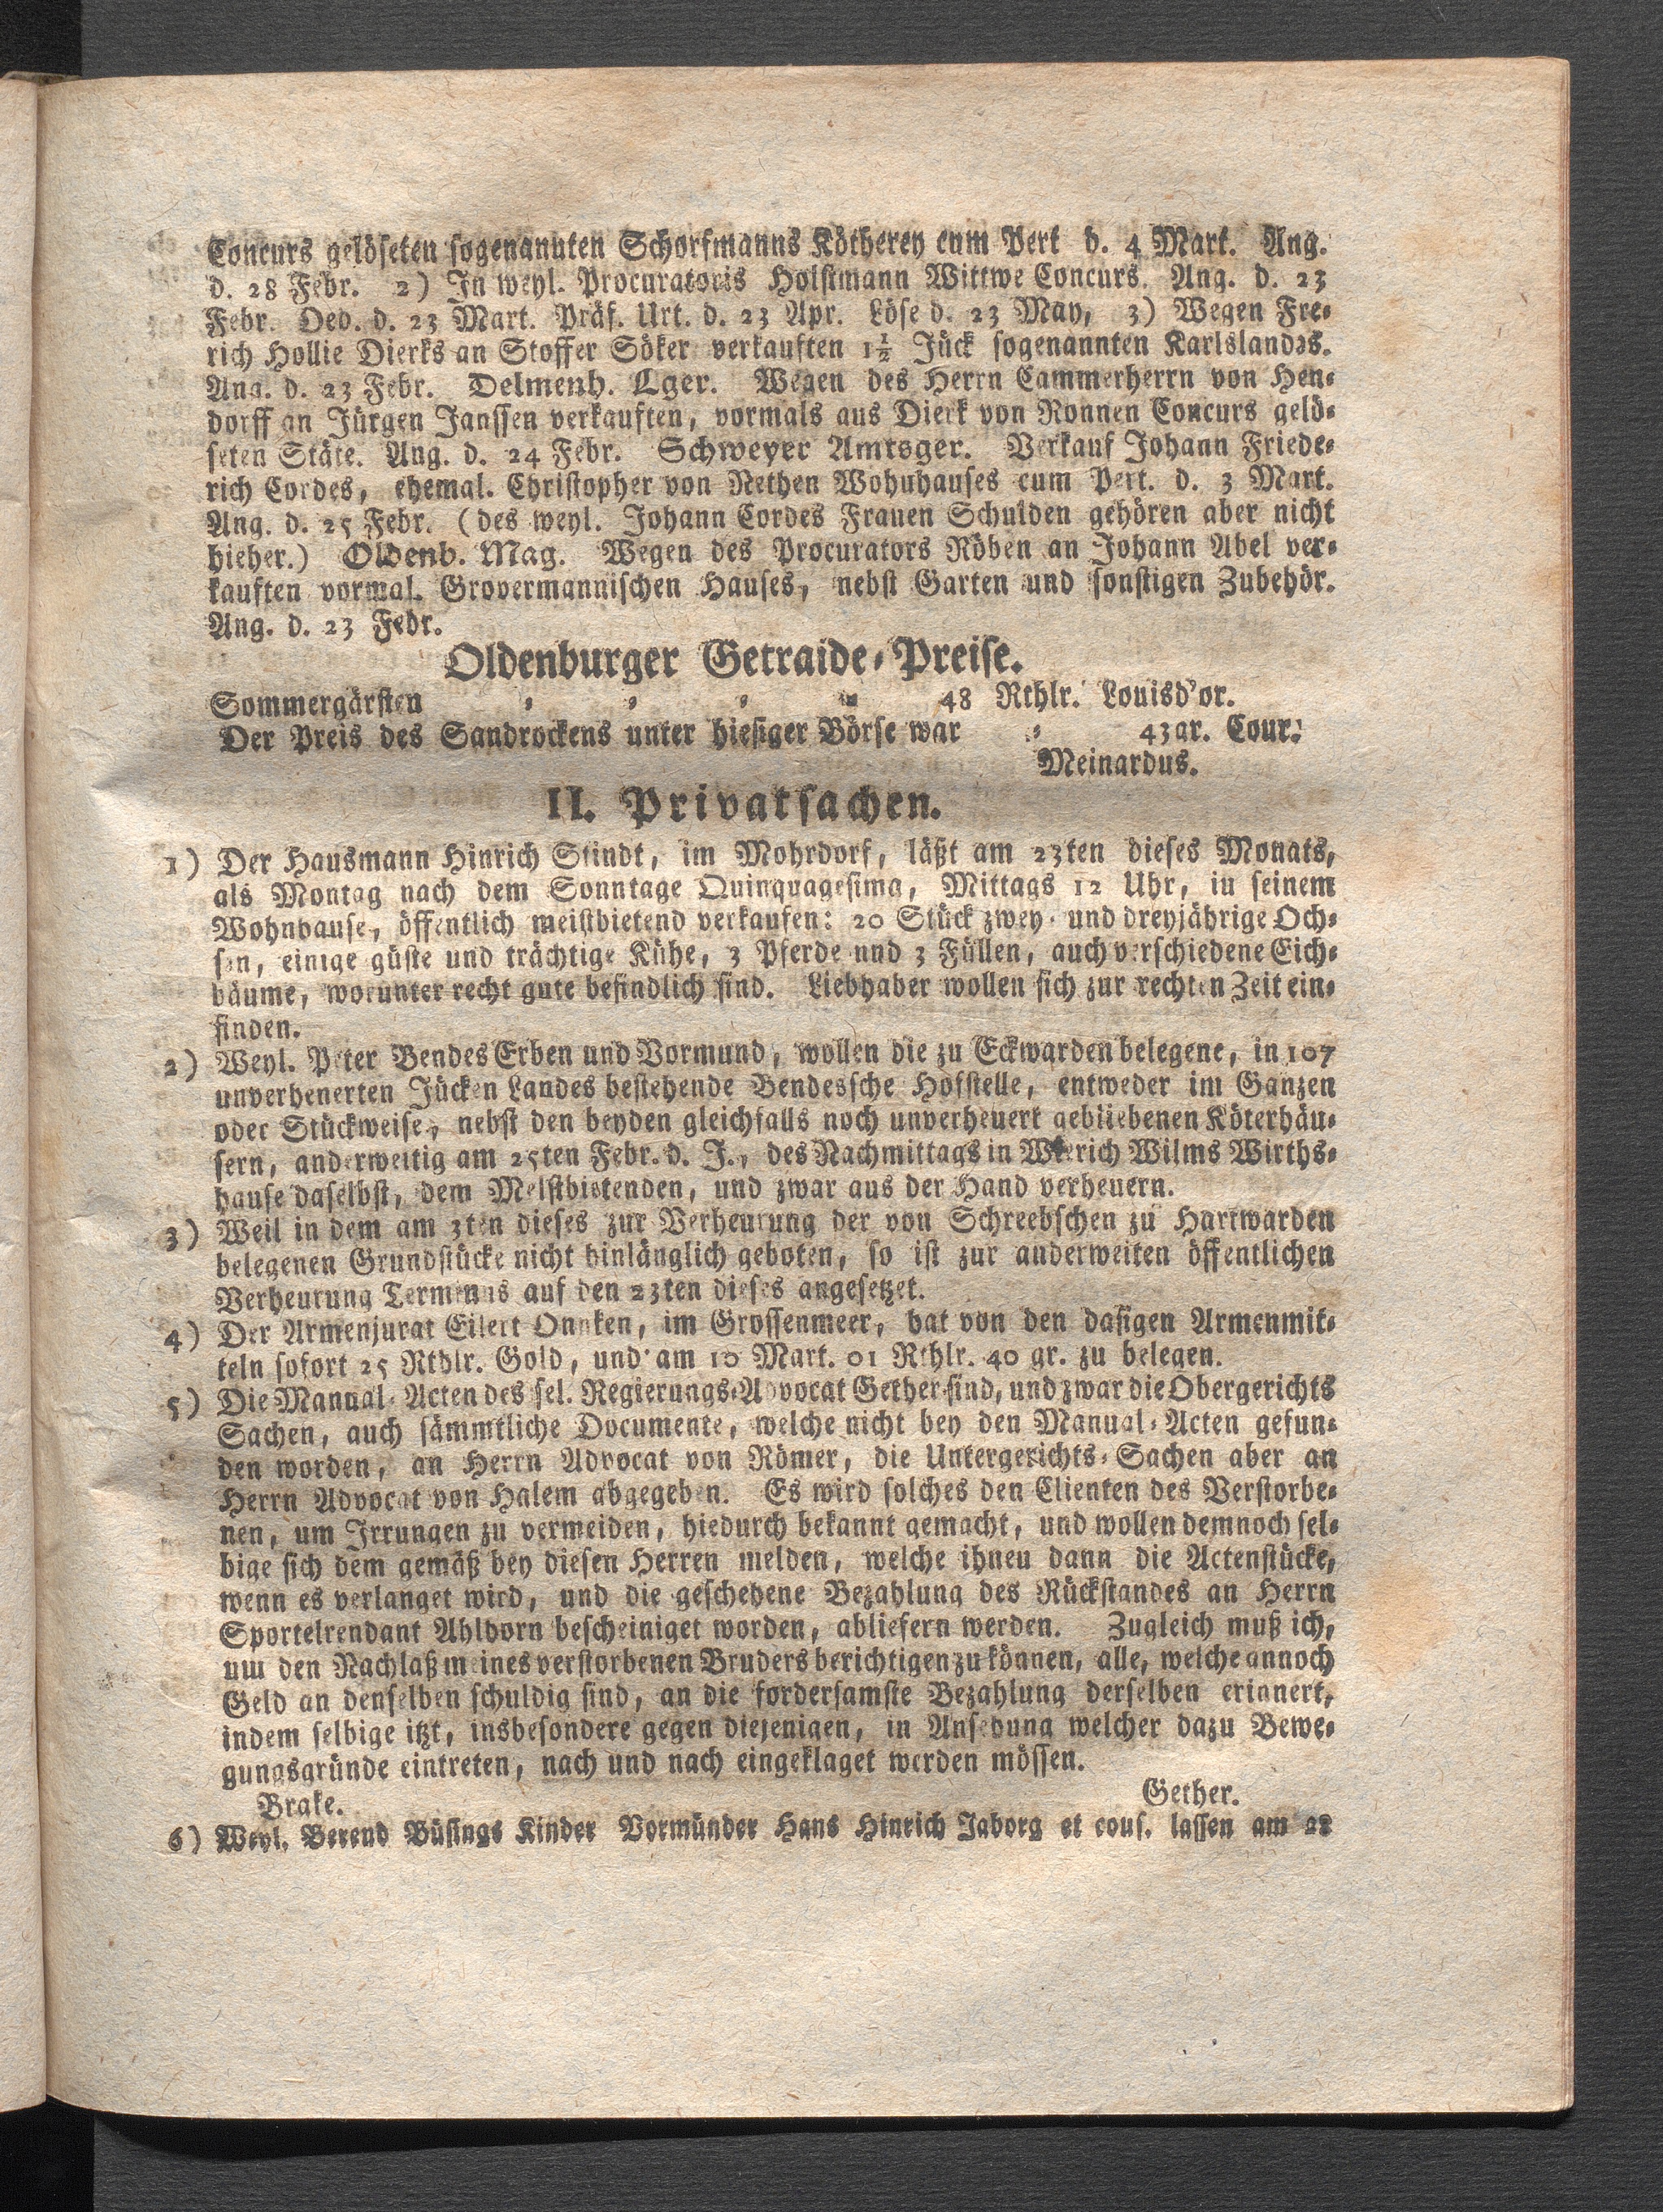 Concurs gelöseten sogenannten Schorfmanns Kötherey cum Pert d. 4 Mart. Ang.
d. 28 Febr. 2) In weyl. Procuratoris Holstmann Wittwe Concurs. Ang. d. 23
Febr. Ded. d. 23 Mart. Präf. Urt. d. 23 Apr. Löse d. 23 May, 3) Wegen Fre-
rich Hollie Dierks an Stoffer Söker verkauften 1½ Jück sogenannten Karlslandes.
Ang. d. 23 Febr. Delmenh. Lger. Wegen des Herrn Cammerherrn von Hen-
dorff an Jürgen Janssen verkauften, vormals aus Dierk von Ronnen Concurs gelö-
seten Stäte. Ang. d. 24 Febr. Schweyer Amtsger. Verkauf Johann Friede-
rich Cordes, ehemal. Christopher von Rethen Wohnhauses cum Pert. d. 3 Mart.
Ang. d. 25 Febr. (des weyl. Johann Cordes Frauen Schulden gehören aber nicht
hieher.) Oldenb. Mag. Wegen des Procurators Röben an Johann Abel ver-
kauften vormal. Grovermannischen Hauses, nebst Garten und sonstigen Zubehör.
Ang. d. 23 Febr.
Oldenburger Getraide-Preise.
Sommergärsten - - - - 48 Rthlr. Louisd'or.
Der Preis des Sandrockens unter hiesiger Börse war - 43 gr. Cour.
Meinardus.
II. Privatsachen.
1) Der Hausmann Hinrich Stindt, im Mohrdorf, läßt am 23ten dieses Monats,
als Montag nach dem Sonntage Quinquagesima, Mittags 12 Uhr, in seinem
Wohnhause, öffentlich meistbietend verkaufen: 20 Stück zwey- und dreyjährige Och-
sen, einige güste und trächtige Kühe, 3 Pferde und 3 Füllen, auch verschiedene Eich-
bäume, worunter recht gute befindlich sind. Liebhaber wollen sich zur rechten Zeit ein-
finden.
2) Weyl. Peter Bendes Erben und Vormund, wollen die zu Eckwarden belegene, in 107
unverhenerten Jücken Landes bestehende Bendessche Hofstelle, entweder im Ganzen
oder Stückweise, nebst den beyden gleichfalls noch unverheuert gebliebenen Köterhäu-
sern, anderweitig am 25ten Febr. d. J., des Nachmittags in Wierich Wilms Wirths-
hause daselbst, dem Meistbietenden, und zwar aus der Hand verheuern.
3) Weil in dem am 3ten dieses zur Verheurung der von Schreebschen zu Hartwarden
belegenen Grundstücke nicht hinlänglich geboten, so ist zur anderweiten öffentlichen
Verheurung Terminus auf den 23ten dieses angesetzet.
4) Der Armenjurat Eilert Onnken, im Grossenmeer, hat von den dasigen Armenmit-
teln sofort 25 Rthlr. Gold, und am 10 Mart. 01 Rthlr. 40 gr. zu belegen.
5) Die Manual-Acten des sel. Regierungs-Advocat Gether sind, und zwar die Obergerichts
Sachen, auch sämmtliche Documente, welche nicht bey den Manual-Acten gefun-
den worden, an Herrn Advocat von Römer, die Untergerichts-Sachen aber an
Herrn Advocat von Halem abgegeben. Es wird solches den Clienten des Verstorbe-
nen, um Irrungen zu vermeiden, hiedurch bekannt gemacht, und wollen demnoch sel-
bige sich dem gemäß bey diesen Herren melden, welche ihneu dann die Actenstücke,
wenn es verlanget wird, und die geschehene Bezahlung des Rückstandes an Herrn
Sportelrendant Ahlborn bescheiniget worden, abliefern werden. Zugleich muß ich,
um den Nachlaß meines verstorbenen Bruders berichtigen zu können, alle, welche annoch
Geld an denselben schuldig sind, an die fordersamste Bezahlung derselben erinnert,
indem selbige itzt, insbesondere gegen diejenigen, in Ansehung welcher dazu Bewe-
gungsgründe eintreten, nach und nach eingeklaget werden mössen.
Brake. Gether.
6) Weyl. Berend Büsings Kinder Vormünder Hans Hinrich Jaborg et cous. lassen am 28